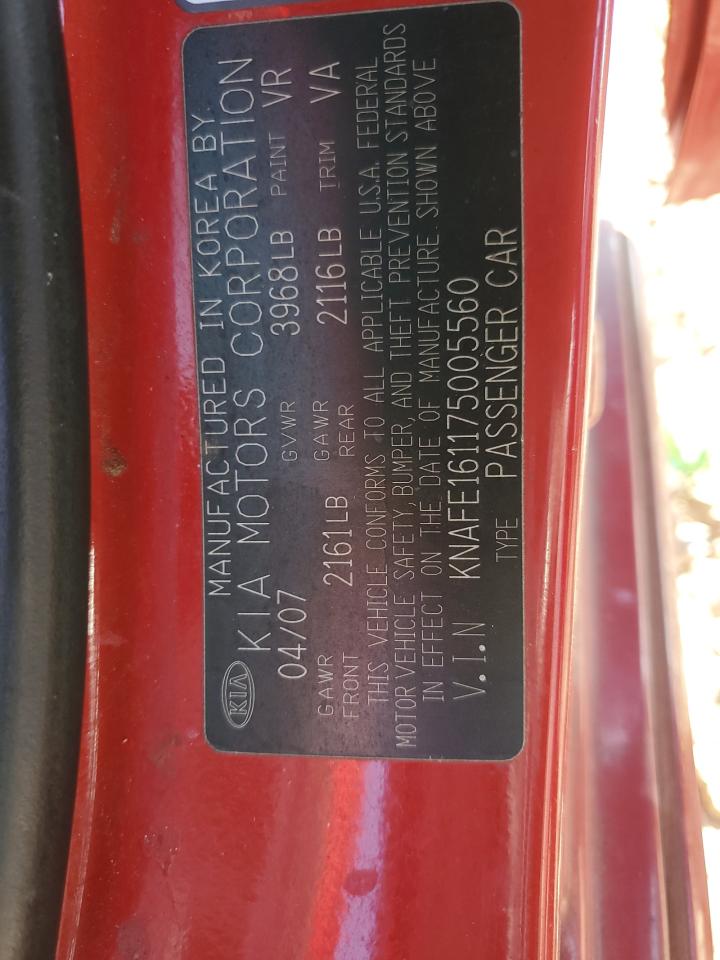 MANUFACTURED IN KOREA BY
KIA KIA MOTORS CORPORATION
04/07 GVWR 3968LB PAINT VR
GAWR FRONT 2161LB GAWR REAR 2116LB TRIM VA
THIS VEHICLE CONFORMS TO ALL APPLICABLE U.S.A. FEDERAL
MOTOR VEHICLE SAFETY, BUMPER, AND THEFT PREVENTION STANDARDS
IN EFFECT ON THE DATE OF MANUFACTURE SHOWN ABOVE
V.I.N KNAFE161175005560
TYPE PASSENGER CAR